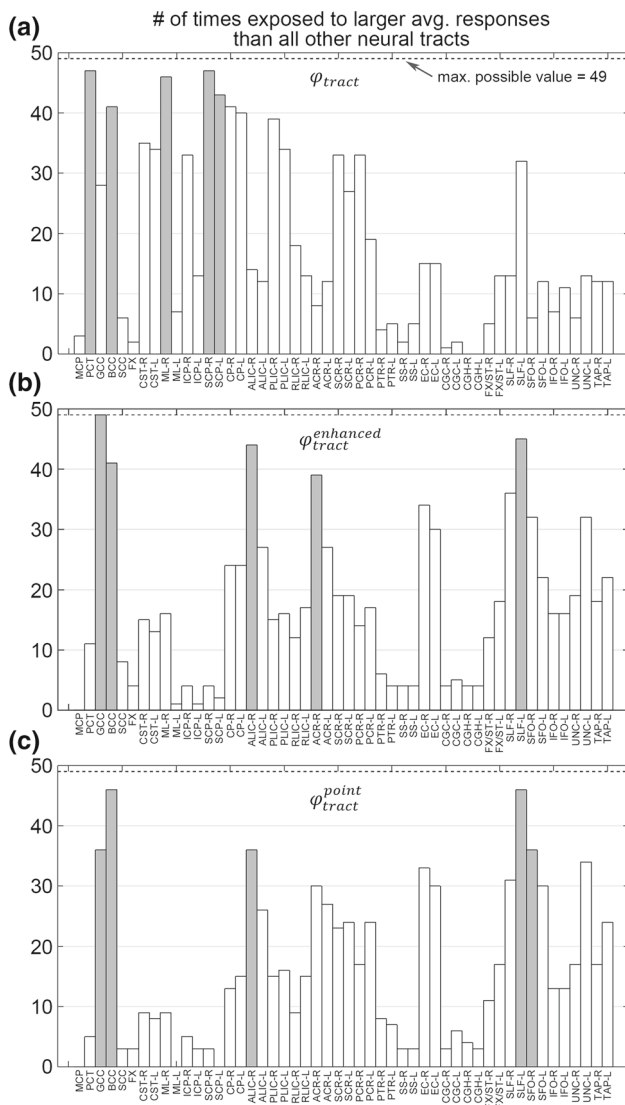 (a)
# of times exposed to larger avg. responses
than all other neural tracts
50
φ_tract
max. possible value = 49
40
30
20
10
0
MCP
PCT
GCC
BCC
SCC
FX
CST-R
CST-L
ML-R
ML-L
ICP-R
ICP-L
SCP-R
SCP-L
CP-R
CP-L
ALIC-R
ALIC-L
PLIC-R
PLIC-L
RLIC-R
RLIC-L
ACR-R
ACR-L
SCR-R
SCR-L
PCR-R
PCR-L
PTR-R
PTR-L
SS-R
SS-L
EC-R
EC-L
CGC-R
CGC-L
CGH-R
CGH-L
FX/ST-R
FX/ST-L
SLF-R
SLF-L
SFO-R
SFO-L
IFO-R
IFO-L
UNC-R
UNC-L
TAP-R
TAP-L
(b)
50
φ_tract^enhanced
40
30
20
10
0
MCP
PCT
GCC
BCC
SCC
FX
CST-R
CST-L
ML-R
ML-L
ICP-R
ICP-L
SCP-R
SCP-L
CP-R
CP-L
ALIC-R
ALIC-L
PLIC-R
PLIC-L
RLIC-R
RLIC-L
ACR-R
ACR-L
SCR-R
SCR-L
PCR-R
PCR-L
PTR-R
PTR-L
SS-R
SS-L
EC-R
EC-L
CGC-R
CGC-L
CGH-R
CGH-L
FX/ST-R
FX/ST-L
SLF-R
SLF-L
SFO-R
SFO-L
IFO-R
IFO-L
UNC-R
UNC-L
TAP-R
TAP-L
(c)
50
φ_tract^point
40
30
20
10
0
MCP
PCT
GCC
BCC
SCC
FX
CST-R
CST-L
ML-R
ML-L
ICP-R
ICP-L
SCP-R
SCP-L
CP-R
CP-L
ALIC-R
ALIC-L
PLIC-R
PLIC-L
RLIC-R
RLIC-L
ACR-R
ACR-L
SCR-R
SCR-L
PCR-R
PCR-L
PTR-R
PTR-L
SS-R
SS-L
EC-R
EC-L
CGC-R
CGC-L
CGH-R
CGH-L
X/ST-R
X/ST-L
SLF-R
SLF-L
SFO-R
SFO-L
IFO-R
IFO-L
UNC-R
UNC-L
TAP-R
TAP-L